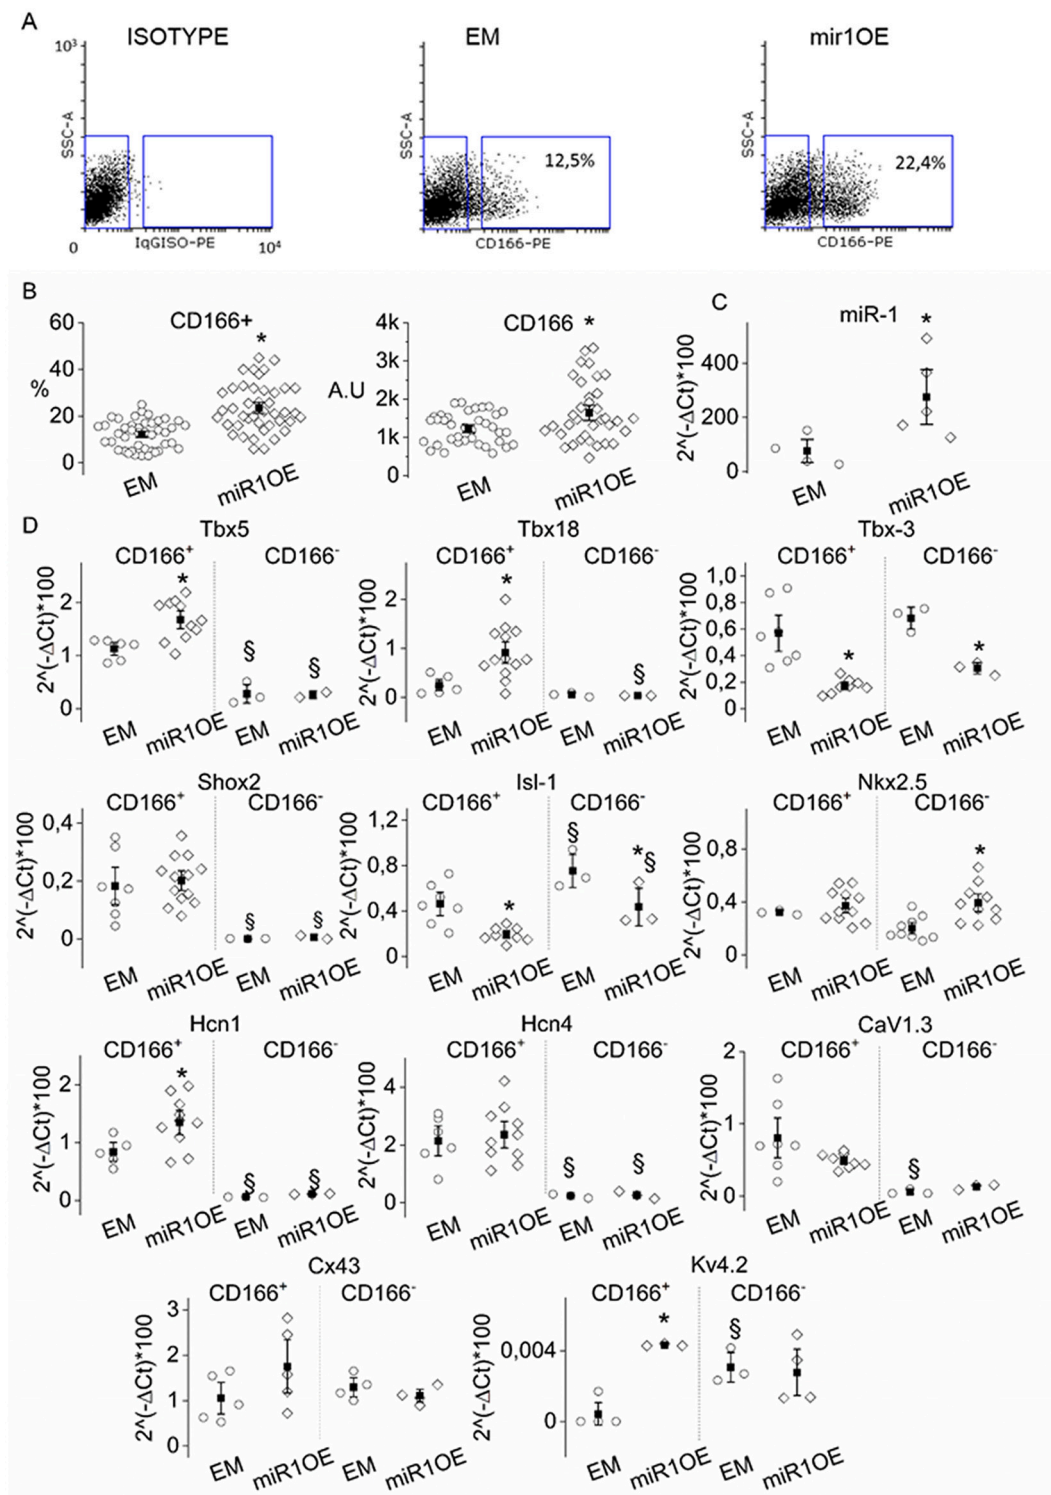 A
ISOTYPE EM mir1OE
10³
SSC-A SSC-A SSC-A
12,5% 22,4%
0 IgGISO-PE 10⁴ CD166-PE CD166-PE
B C
CD166+ * CD166 * miR-1 *
% A.U 2^(-ΔCt)*100
60 4k
40 3k 400
20 2k 200
0 1k 0
0
EM miR1OE EM miR1OE EM miR1OE
D
Tbx5 Tbx18 Tbx-3
CD166⁺ CD166⁻ CD166⁺ CD166⁻ CD166⁺ CD166⁻
2^(-ΔCt)*100 2^(-ΔCt)*100 2^(-ΔCt)*100
* § § * § * *
2 2 1,0
1 1 0,8
0 0 0,6
0,4
0,2
0
EM miR1OE EM miR1OE EM miR1OE EM miR1OE EM miR1OE EM miR1OE
Shox2 Isl-1 Nkx2.5
CD166⁺ CD166⁻ CD166⁺ CD166⁻ CD166⁺ CD166⁻
2^(-ΔCt)*100 2^(-ΔCt)*100 2^(-ΔCt)*100
§ § * § * § *
0,4 1,2 0,8
0,2 0,8 0,4
0 0,4 0
0
EM miR1OE EM miR1OE EM miR1OE EM miR1OE EM miR1OE EM miR1OE
Hcn1 Hcn4 CaV1.3
CD166⁺ CD166⁻ CD166⁺ CD166⁻ CD166⁺ CD166⁻
2^(-ΔCt)*100 2^(-ΔCt)*100 2^(-ΔCt)*100
* § § § § §
2 4 2
1 2 1
0 0 0
EM miR1OE EM miR1OE EM miR1OE EM miR1OE EM miR1OE EM miR1OE
Cx43 Kv4.2
CD166⁺ CD166⁻ CD166⁺ CD166⁻
2^(-ΔCt)*100 2^(-ΔCt)*100
* §
3 0,004
2 0
1
0
EM miR1OE EM miR1OE EM miR1OE EM miR1OE